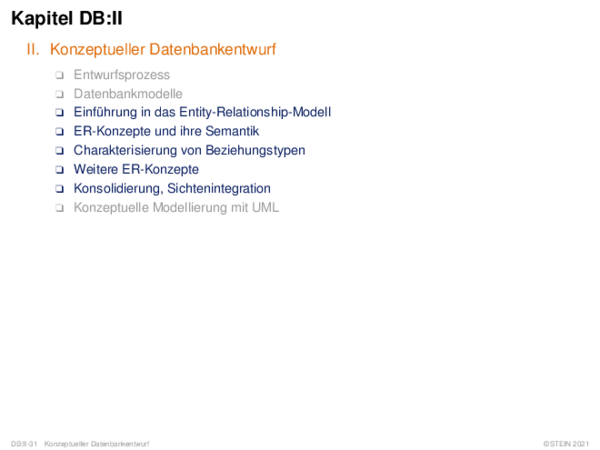 Kapitel DB:II
II. Konzeptueller Datenbankentwurf
❑ Entwurfsprozess
❑ Datenbankmodelle
❑ Einführung in das Entity-Relationship-Modell
❑ ER-Konzepte und ihre Semantik
❑ Charakterisierung von Beziehungstypen
❑ Weitere ER-Konzepte
❑ Konsolidierung, Sichtenintegration
❑ Konzeptuelle Modellierung mit UML
DB:II-31 Konzeptueller Datenbankentwurf
©STEIN 2021